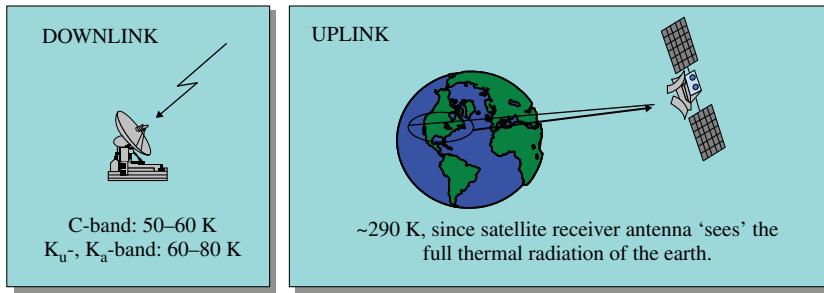 DOWNLINK
C-band: 50–60 K
Kᵤ-, Kₐ-band: 60–80 K
UPLINK
~290 K, since satellite receiver antenna ‘sees’ the
full thermal radiation of the earth.